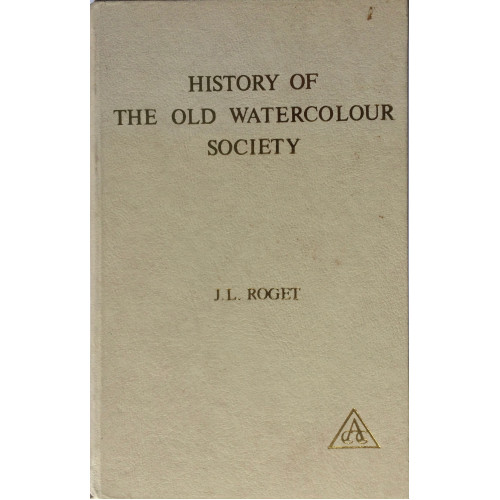 HISTORY OF
THE OLD WATERCOLOUR
SOCIETY
J. L. ROGET